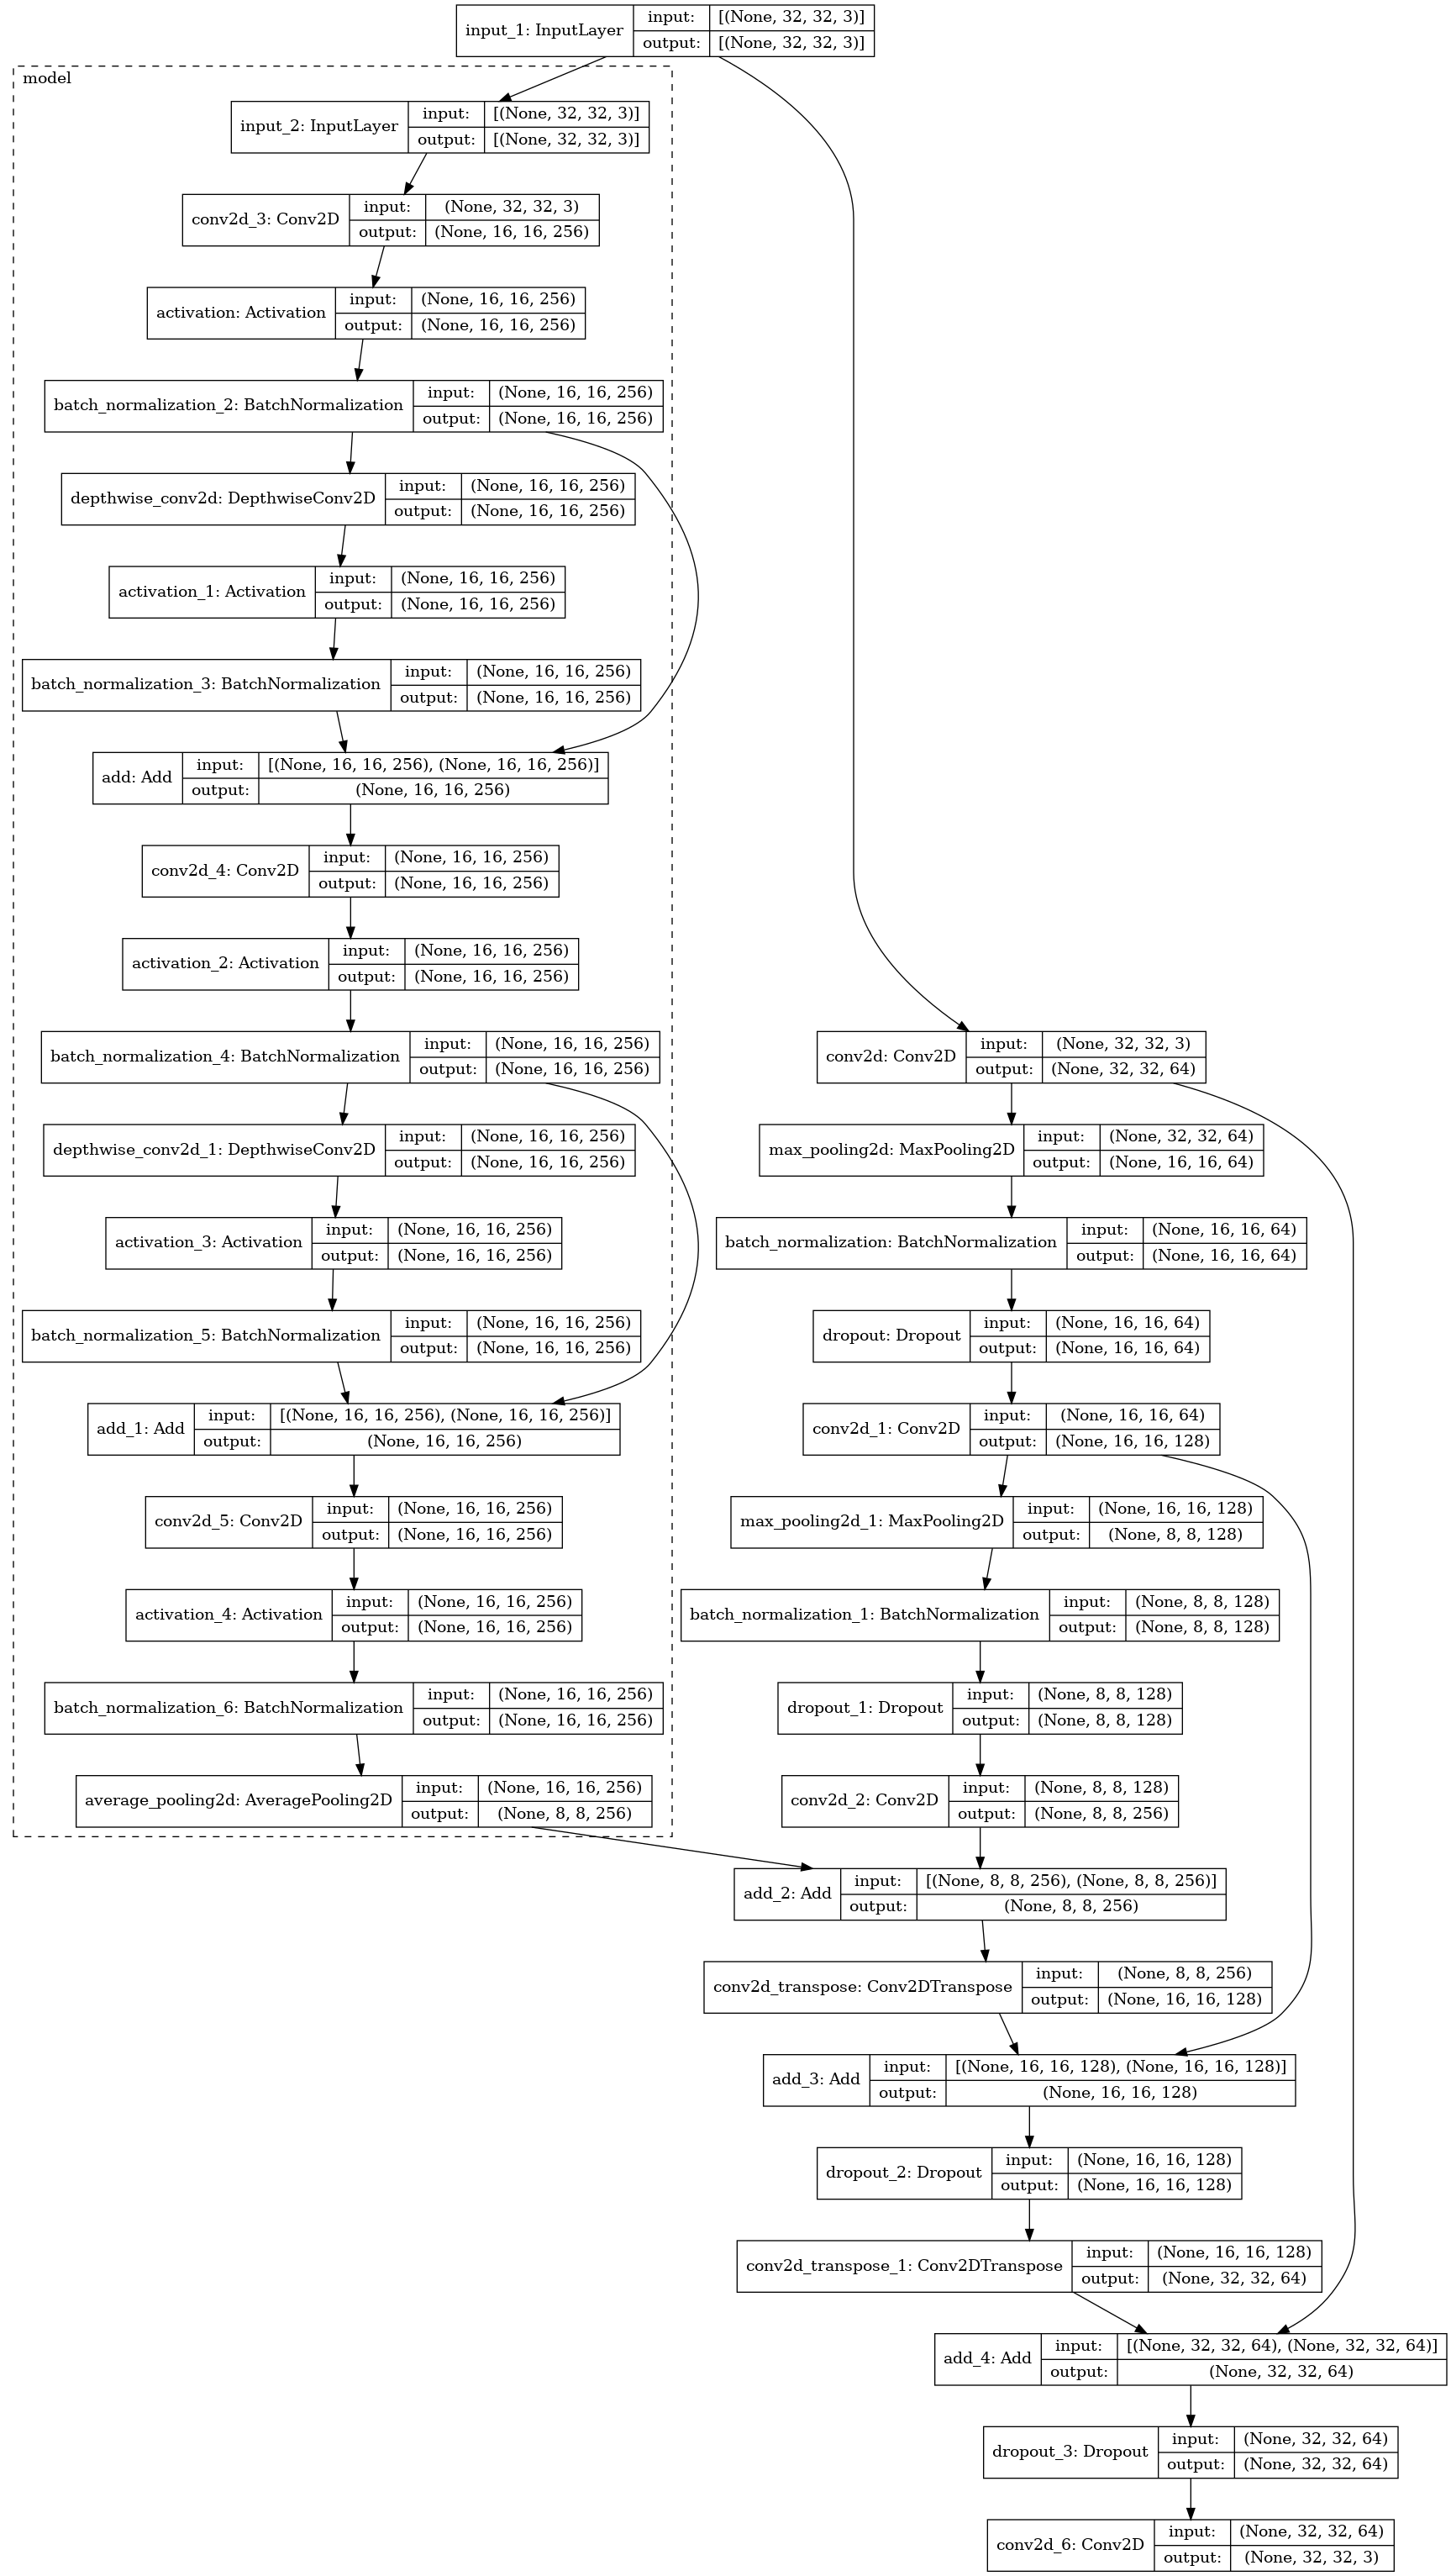 input_1: InputLayer input: [(None, 32, 32, 3)]
output: [(None, 32, 32, 3)]
model
input_2: InputLayer input: [(None, 32, 32, 3)]
output: [(None, 32, 32, 3)]
conv2d_3: Conv2D input: (None, 32, 32, 3)
output: (None, 16, 16, 256)
activation: Activation input: (None, 16, 16, 256)
output: (None, 16, 16, 256)
batch_normalization_2: BatchNormalization input: (None, 16, 16, 256)
output: (None, 16, 16, 256)
depthwise_conv2d: DepthwiseConv2D input: (None, 16, 16, 256)
output: (None, 16, 16, 256)
activation_1: Activation input: (None, 16, 16, 256)
output: (None, 16, 16, 256)
batch_normalization_3: BatchNormalization input: (None, 16, 16, 256)
output: (None, 16, 16, 256)
add: Add input: [(None, 16, 16, 256), (None, 16, 16, 256)]
output: (None, 16, 16, 256)
conv2d_4: Conv2D input: (None, 16, 16, 256)
output: (None, 16, 16, 256)
activation_2: Activation input: (None, 16, 16, 256)
output: (None, 16, 16, 256)
batch_normalization_4: BatchNormalization input: (None, 16, 16, 256)
output: (None, 16, 16, 256)
depthwise_conv2d_1: DepthwiseConv2D input: (None, 16, 16, 256)
output: (None, 16, 16, 256)
activation_3: Activation input: (None, 16, 16, 256)
output: (None, 16, 16, 256)
batch_normalization_5: BatchNormalization input: (None, 16, 16, 256)
output: (None, 16, 16, 256)
add_1: Add input: [(None, 16, 16, 256), (None, 16, 16, 256)]
output: (None, 16, 16, 256)
conv2d_5: Conv2D input: (None, 16, 16, 256)
output: (None, 16, 16, 256)
activation_4: Activation input: (None, 16, 16, 256)
output: (None, 16, 16, 256)
batch_normalization_6: BatchNormalization input: (None, 16, 16, 256)
output: (None, 16, 16, 256)
average_pooling2d: AveragePooling2D input: (None, 16, 16, 256)
output: (None, 8, 8, 256)
conv2d: Conv2D input: (None, 32, 32, 3)
output: (None, 32, 32, 64)
max_pooling2d: MaxPooling2D input: (None, 32, 32, 64)
output: (None, 16, 16, 64)
batch_normalization: BatchNormalization input: (None, 16, 16, 64)
output: (None, 16, 16, 64)
dropout: Dropout input: (None, 16, 16, 64)
output: (None, 16, 16, 64)
conv2d_1: Conv2D input: (None, 16, 16, 64)
output: (None, 16, 16, 128)
max_pooling2d_1: MaxPooling2D input: (None, 16, 16, 128)
output: (None, 8, 8, 128)
batch_normalization_1: BatchNormalization input: (None, 8, 8, 128)
output: (None, 8, 8, 128)
dropout_1: Dropout input: (None, 8, 8, 128)
output: (None, 8, 8, 128)
conv2d_2: Conv2D input: (None, 8, 8, 128)
output: (None, 8, 8, 256)
add_2: Add input: [(None, 8, 8, 256), (None, 8, 8, 256)]
output: (None, 8, 8, 256)
conv2d_transpose: Conv2DTranspose input: (None, 8, 8, 256)
output: (None, 16, 16, 128)
add_3: Add input: [(None, 16, 16, 128), (None, 16, 16, 128)]
output: (None, 16, 16, 128)
dropout_2: Dropout input: (None, 16, 16, 128)
output: (None, 16, 16, 128)
conv2d_transpose_1: Conv2DTranspose input: (None, 16, 16, 128)
output: (None, 32, 32, 64)
add_4: Add input: [(None, 32, 32, 64), (None, 32, 32, 64)]
output: (None, 32, 32, 64)
dropout_3: Dropout input: (None, 32, 32, 64)
output: (None, 32, 32, 64)
conv2d_6: Conv2D input: (None, 32, 32, 64)
output: (None, 32, 32, 3)